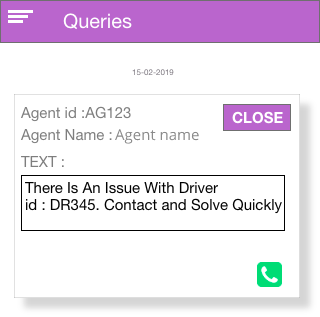 Queries
15-02-2019
Agent id :AG123
CLOSE
Agent Name : Agent name
TEXT :
There Is An Issue With Driver
id : DR345. Contact and Solve Quickly